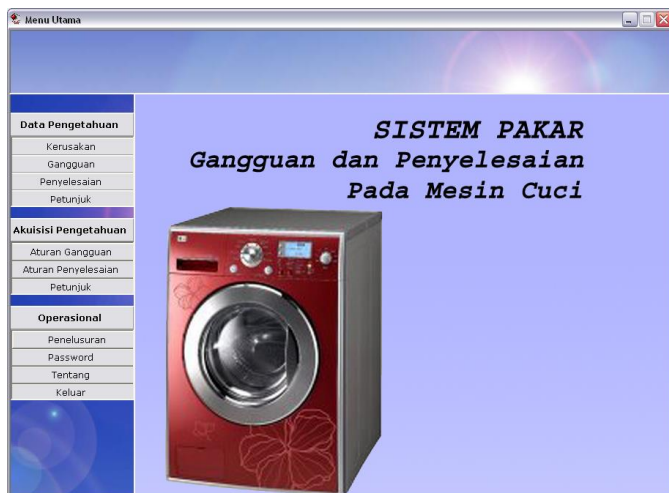 Menu Utama
Data Pengetahuan
Kerusakan
Gangguan
Penyelesaian
Petunjuk
Akuisisi Pengetahuan
Aturan Gangguan
Aturan Penyelesaian
Petunjuk
Operasional
Penelusuran
Password
Tentang
Keluar
SISTEM PAKAR
Gangguan dan Penyelesaian
Pada Mesin Cuci